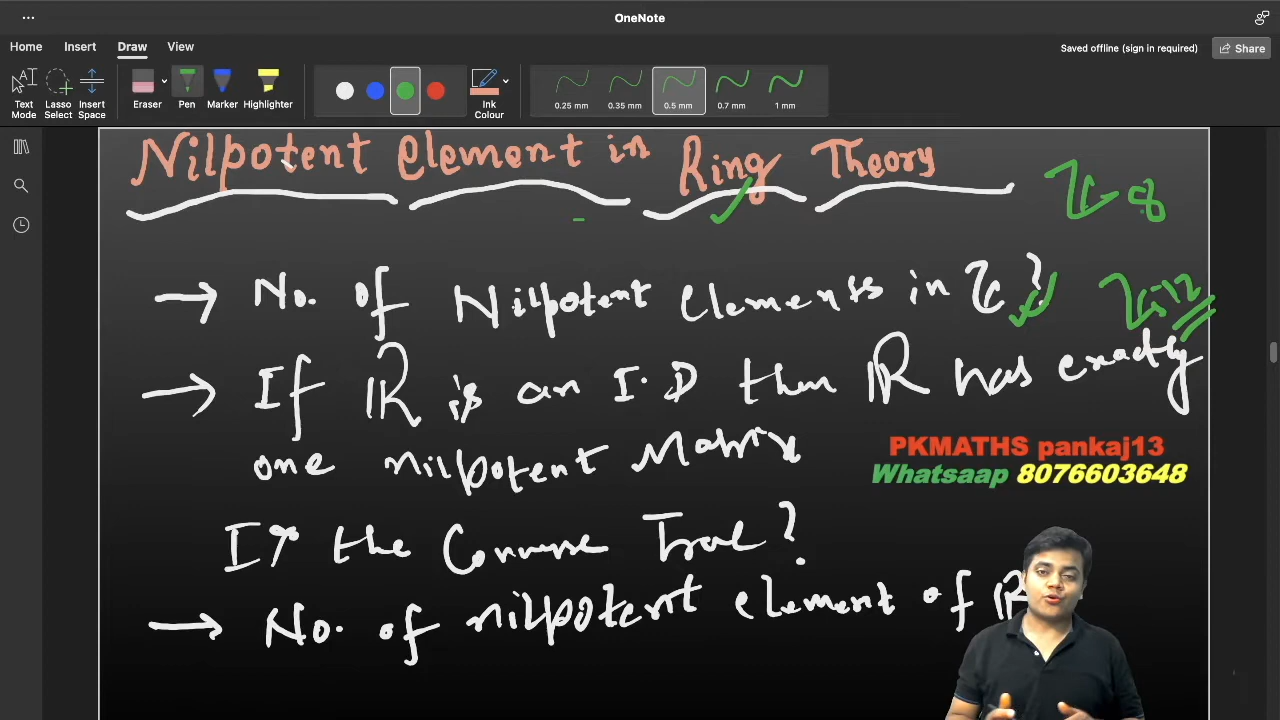 OneNote
Home Insert Draw View
Saved offline (sign in required) Share
Text Mode Lasso Select Insert Space Eraser Pen Marker Highlighter Ink Colour 0.25 mm 0.35 mm 0.5 mm 0.7 mm 1 mm
Nilpotent Element in Ring Theory
ℤ8
→ No. of Nilpotent Elements in ℤ?
ℤ12
→ If ℝ is an I.D then ℝ has exactly
one nilpotent Matrix
PKMATHS pankaj13
Whatsaap 8076603648
Is the Converse True?
→ No. of nilpotent element of ℝ